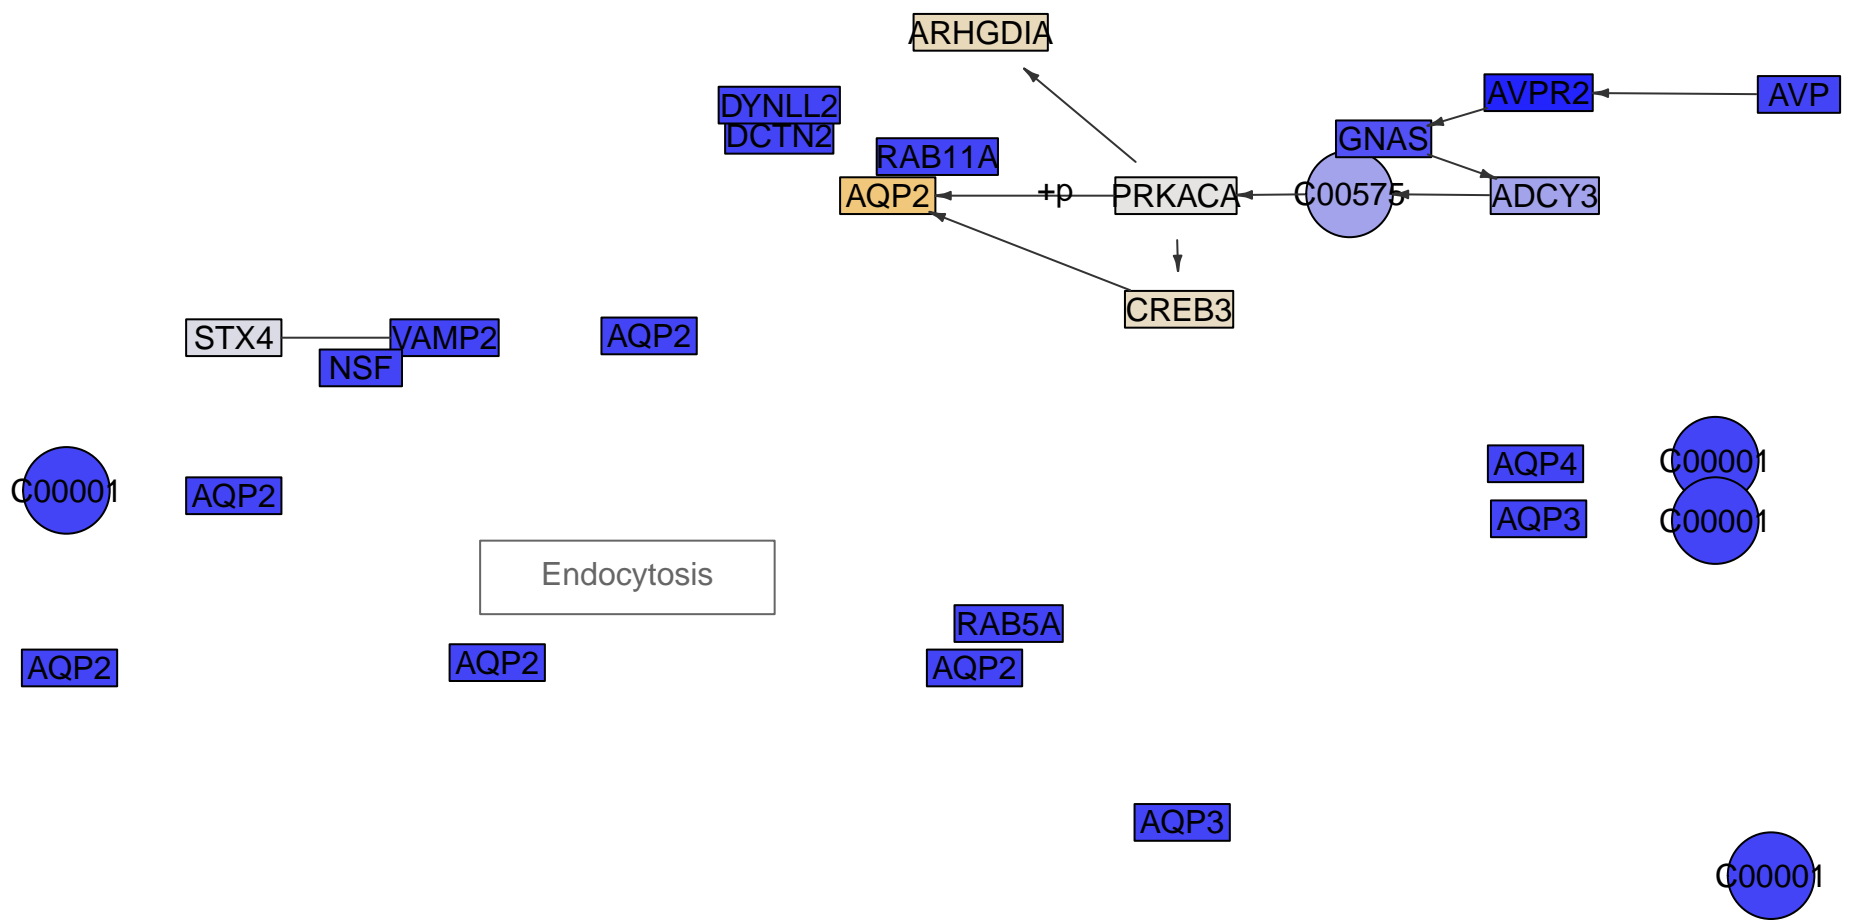 ARHGDIA
DYNLL2
AVPR2
AVP
DCTN2
GNAS
RAB11A
AQP2
+p
PRKACA
C00575
ADCY3
CREB3
STX4
VAMP2
AQP2
NSF
C00001
AQP2
AQP4
C00001
AQP3
C00001
Endocytosis
RAB5A
AQP2
AQP2
AQP2
AQP3
C00001